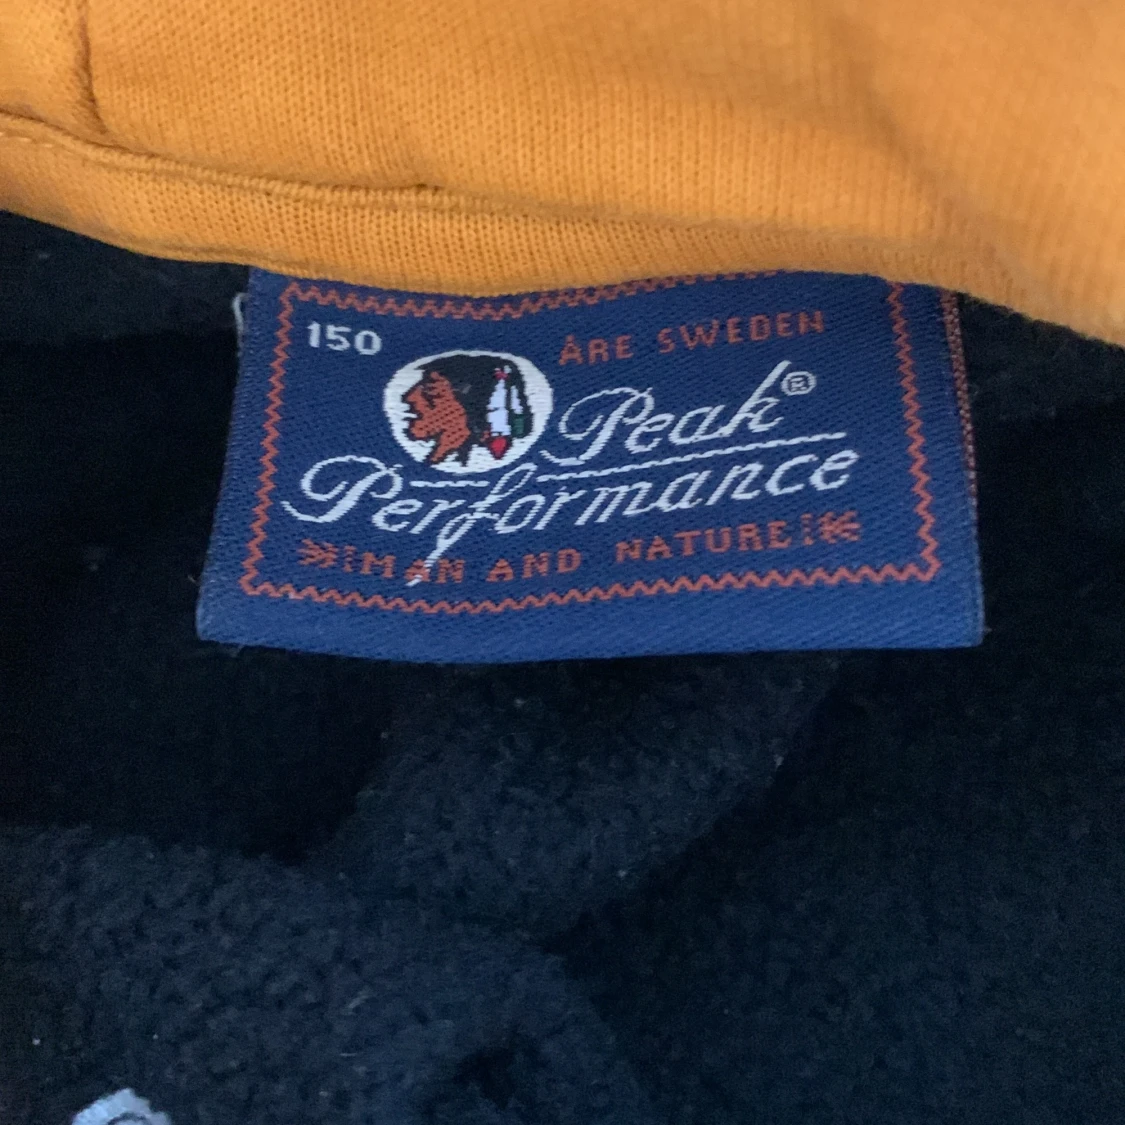 150
ÅRE SWEDEN
Peak®
Performance
MAN AND NATURE